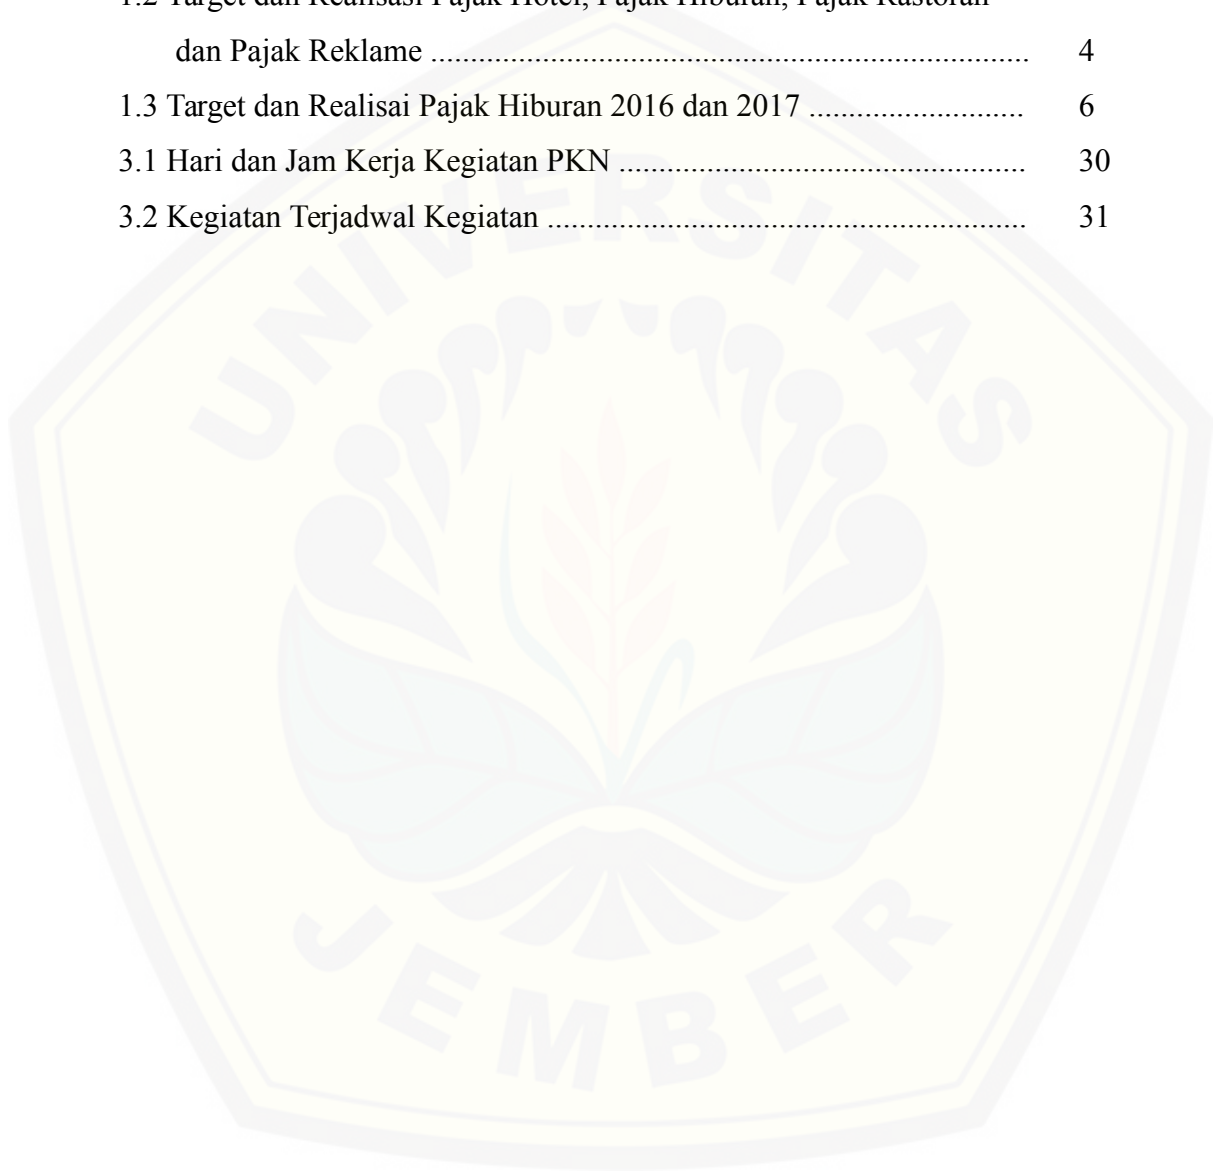 1.2 Target dan Realisasi Pajak Hotel, Pajak Hiburan, Pajak Rastoran
dan Pajak Reklame ........................................................................ 4
1.3 Target dan Realisai Pajak Hiburan 2016 dan 2017 .......................... 6
3.1 Hari dan Jam Kerja Kegiatan PKN ................................................. 30
3.2 Kegiatan Terjadwal Kegiatan .......................................................... 31
UNIVERSITAS
JEMBER